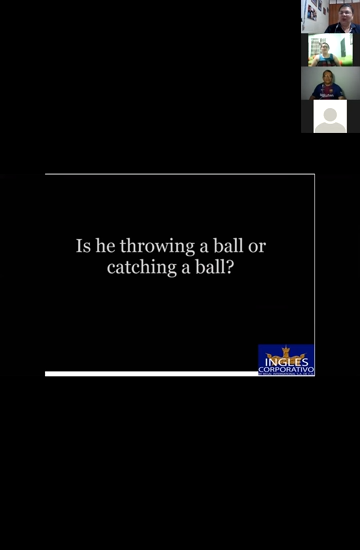 Is he throwing a ball or
catching a ball?
INGLES
CORPORATIVO